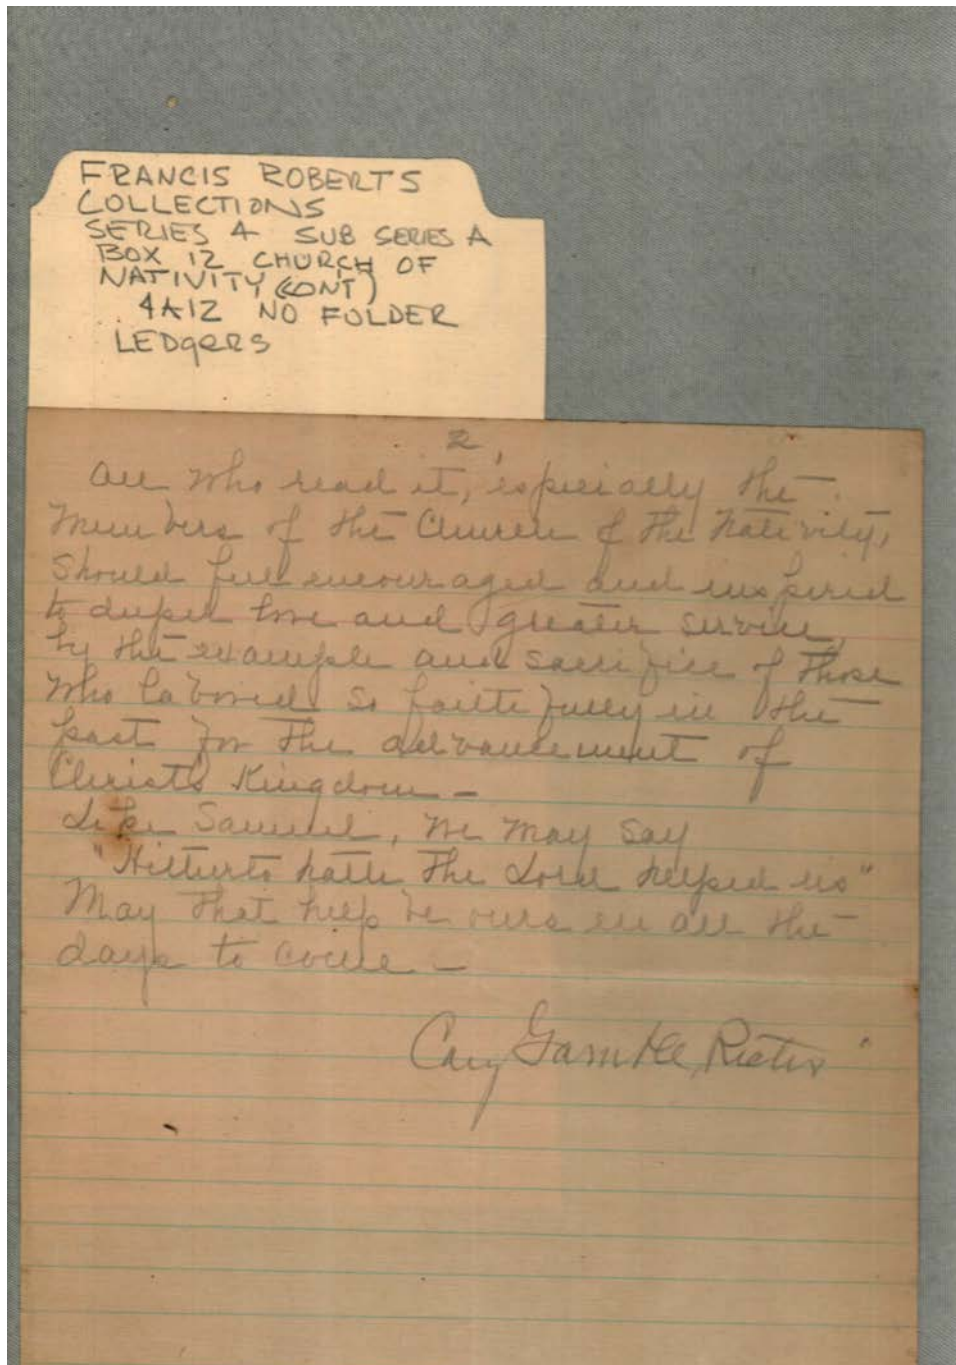 FRANCIS ROBERTS
COLLECTIONS
SERIES 4 SUB SERIES A
BOX 12 CHURCH OF
NATIVITY (CONT)
4A12 NO FOLDER
LEDgERS
2,
All who read it, especially the
Members of the Church of the Nativity,
Should feel encouraged and inspired
to deeper love and greater service,
by the example and sacrifice of those
who labored so faithfully in the
past for the advancement of
Christ's Kingdom -
Like Samuel, we may say
"Hitherto hath the Lord helped us"
May that help be ours in all the
days to come -
Cary Gamble, Rector "